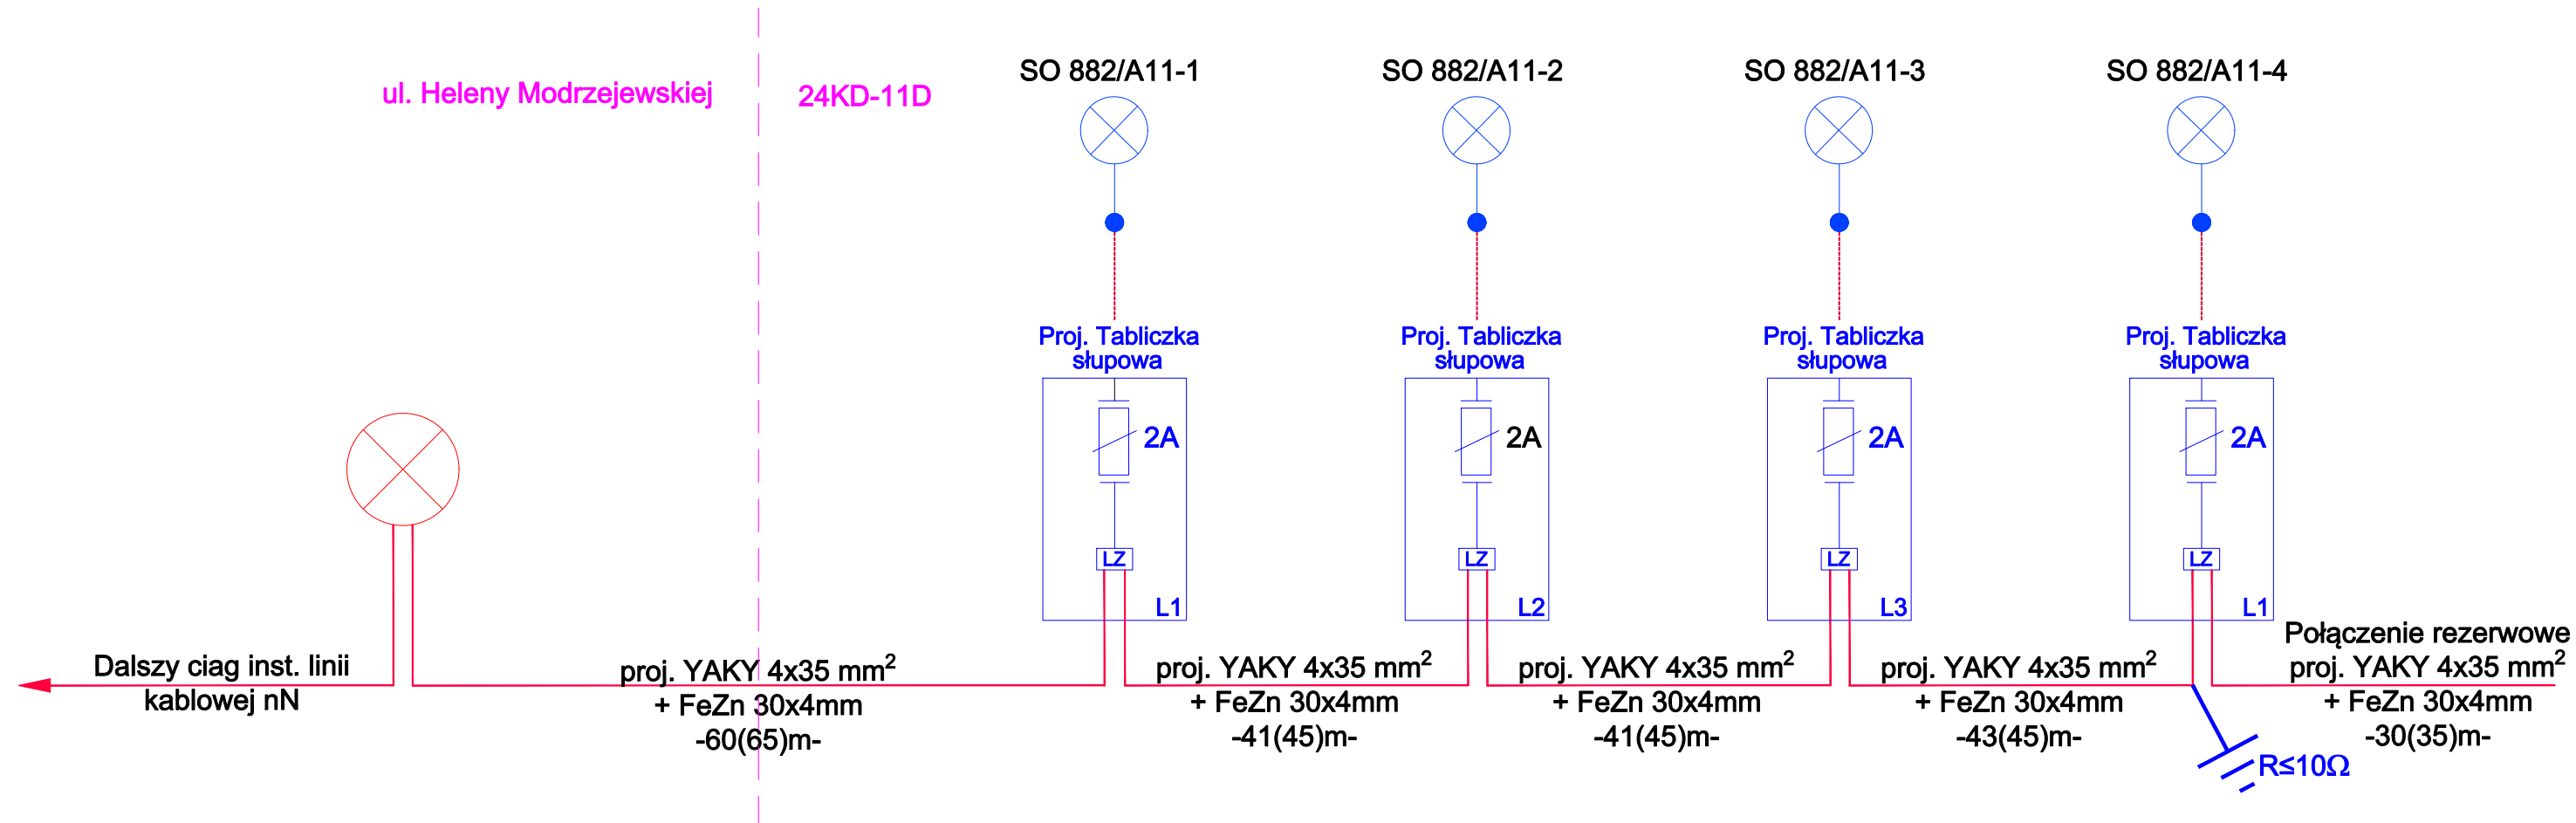 ul. Heleny Modrzejewskiej
24KD-11D
SO 882/A11-1
SO 882/A11-2
SO 882/A11-3
SO 882/A11-4
Proj. Tabliczka
słupowa
2A
LZ
L1
Proj. Tabliczka
słupowa
2A
LZ
L2
Proj. Tabliczka
słupowa
2A
LZ
L3
Proj. Tabliczka
słupowa
2A
LZ
L1
Dalszy ciag inst. linii
kablowej nN
proj. YAKY 4x35 mm²
+ FeZn 30x4mm
-60(65)m-
proj. YAKY 4x35 mm²
+ FeZn 30x4mm
-41(45)m-
proj. YAKY 4x35 mm²
+ FeZn 30x4mm
-41(45)m-
proj. YAKY 4x35 mm²
+ FeZn 30x4mm
-43(45)m-
Połączenie rezerwowe
proj. YAKY 4x35 mm²
+ FeZn 30x4mm
-30(35)m-
R≤10Ω